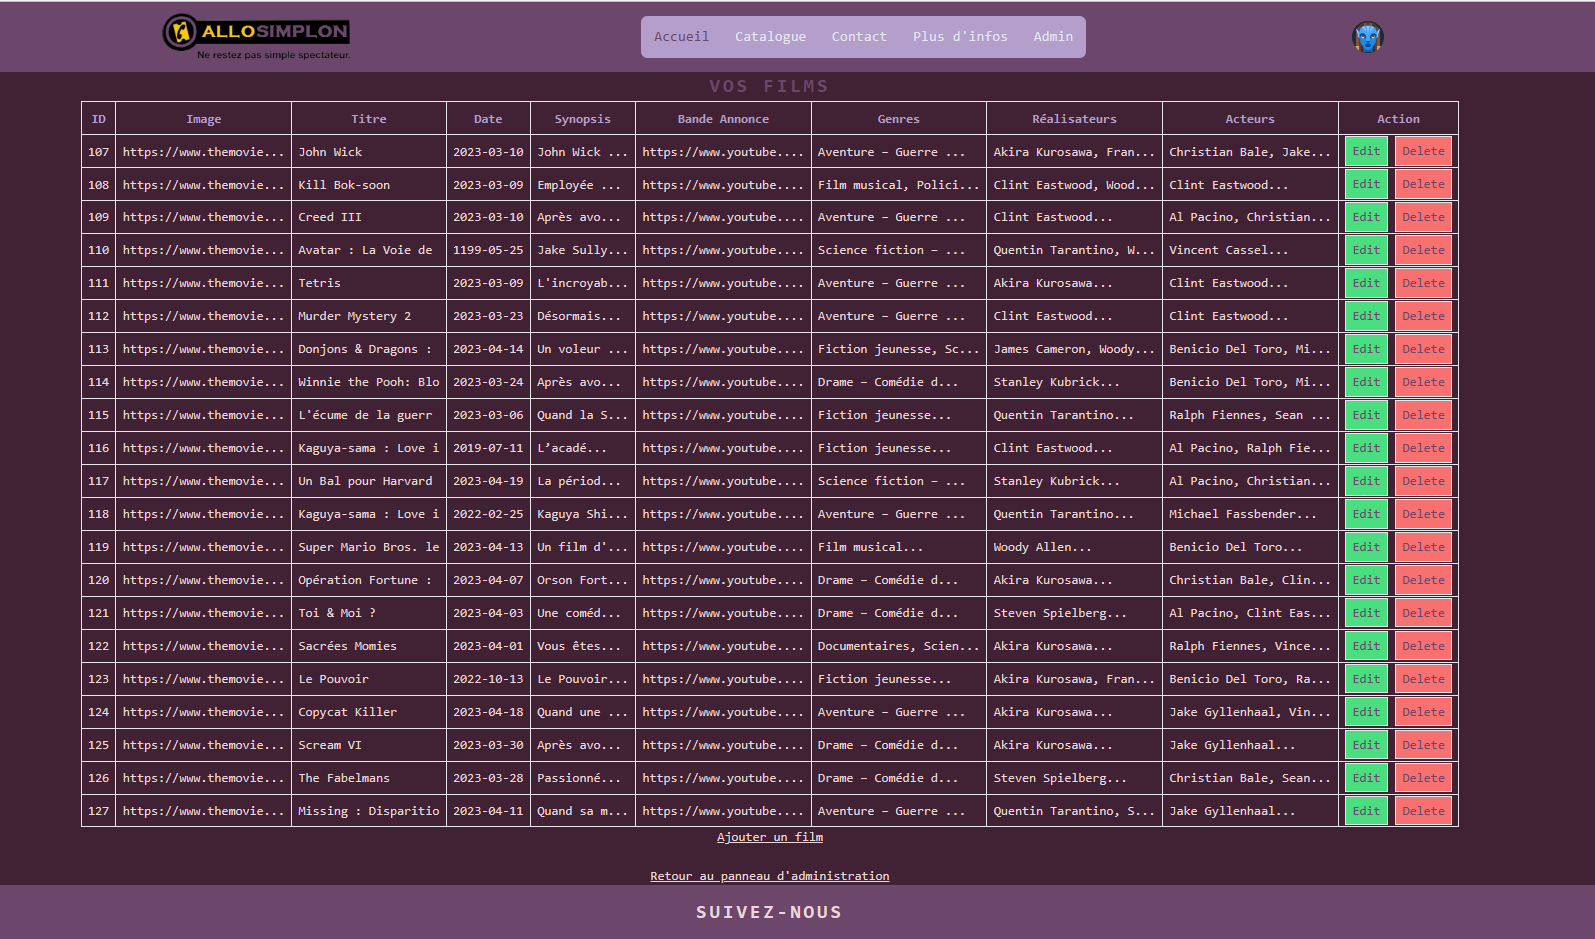 ALLOSIMPLON
Ne restez pas simple spectateur.
Accueil Catalogue Contact Plus d'infos Admin
VOS FILMS
ID Image Titre Date Synopsis Bande Annonce Genres Réalisateurs Acteurs Action
107 https://www.themovie... John Wick 2023-03-10 John Wick ... https://www.youtube.... Aventure – Guerre ... Akira Kurosawa, Fran... Christian Bale, Jake... Edit Delete
108 https://www.themovie... Kill Bok-soon 2023-03-09 Employée ... https://www.youtube.... Film musical, Polici... Clint Eastwood, Wood... Clint Eastwood... Edit Delete
109 https://www.themovie... Creed III 2023-03-10 Après avo... https://www.youtube.... Aventure – Guerre ... Clint Eastwood... Al Pacino, Christian... Edit Delete
110 https://www.themovie... Avatar : La Voie de 1199-05-25 Jake Sully... https://www.youtube.... Science fiction – ... Quentin Tarantino, W... Vincent Cassel... Edit Delete
111 https://www.themovie... Tetris 2023-03-09 L'incroyab... https://www.youtube.... Aventure – Guerre ... Akira Kurosawa... Clint Eastwood... Edit Delete
112 https://www.themovie... Murder Mystery 2 2023-03-23 Désormais... https://www.youtube.... Aventure – Guerre ... Clint Eastwood... Clint Eastwood... Edit Delete
113 https://www.themovie... Donjons & Dragons : 2023-04-14 Un voleur ... https://www.youtube.... Fiction jeunesse, Sc... James Cameron, Woody... Benicio Del Toro, Mi... Edit Delete
114 https://www.themovie... Winnie the Pooh: Blo 2023-03-24 Après avo... https://www.youtube.... Drame – Comédie d... Stanley Kubrick... Benicio Del Toro, Mi... Edit Delete
115 https://www.themovie... L'écume de la guerr 2023-03-06 Quand la S... https://www.youtube.... Fiction jeunesse... Quentin Tarantino... Ralph Fiennes, Sean ... Edit Delete
116 https://www.themovie... Kaguya-sama : Love i 2019-07-11 L’acadé... https://www.youtube.... Fiction jeunesse... Clint Eastwood... Al Pacino, Ralph Fie... Edit Delete
117 https://www.themovie... Un Bal pour Harvard 2023-04-19 La périod... https://www.youtube.... Science fiction – ... Stanley Kubrick... Al Pacino, Christian... Edit Delete
118 https://www.themovie... Kaguya-sama : Love i 2022-02-25 Kaguya Shi... https://www.youtube.... Aventure – Guerre ... Quentin Tarantino... Michael Fassbender... Edit Delete
119 https://www.themovie... Super Mario Bros. le 2023-04-13 Un film d'... https://www.youtube.... Film musical... Woody Allen... Benicio Del Toro... Edit Delete
120 https://www.themovie... Opération Fortune : 2023-04-07 Orson Fort... https://www.youtube.... Drame – Comédie d... Akira Kurosawa... Christian Bale, Clin... Edit Delete
121 https://www.themovie... Toi & Moi ? 2023-04-03 Une coméd... https://www.youtube.... Drame – Comédie d... Steven Spielberg... Al Pacino, Clint Eas... Edit Delete
122 https://www.themovie... Sacrées Momies 2023-04-01 Vous êtes... https://www.youtube.... Documentaires, Scien... Akira Kurosawa... Ralph Fiennes, Vince... Edit Delete
123 https://www.themovie... Le Pouvoir 2022-10-13 Le Pouvoir... https://www.youtube.... Fiction jeunesse... Akira Kurosawa, Fran... Benicio Del Toro, Ra... Edit Delete
124 https://www.themovie... Copycat Killer 2023-04-18 Quand une ... https://www.youtube.... Aventure – Guerre ... Akira Kurosawa... Jake Gyllenhaal, Vin... Edit Delete
125 https://www.themovie... Scream VI 2023-03-30 Après avo... https://www.youtube.... Drame – Comédie d... Akira Kurosawa... Jake Gyllenhaal... Edit Delete
126 https://www.themovie... The Fabelmans 2023-03-28 Passionné... https://www.youtube.... Drame – Comédie d... Steven Spielberg... Christian Bale, Sean... Edit Delete
127 https://www.themovie... Missing : Disparitio 2023-04-11 Quand sa m... https://www.youtube.... Aventure – Guerre ... Quentin Tarantino, S... Jake Gyllenhaal... Edit Delete
Ajouter un film
Retour au panneau d'administration
SUIVEZ-NOUS